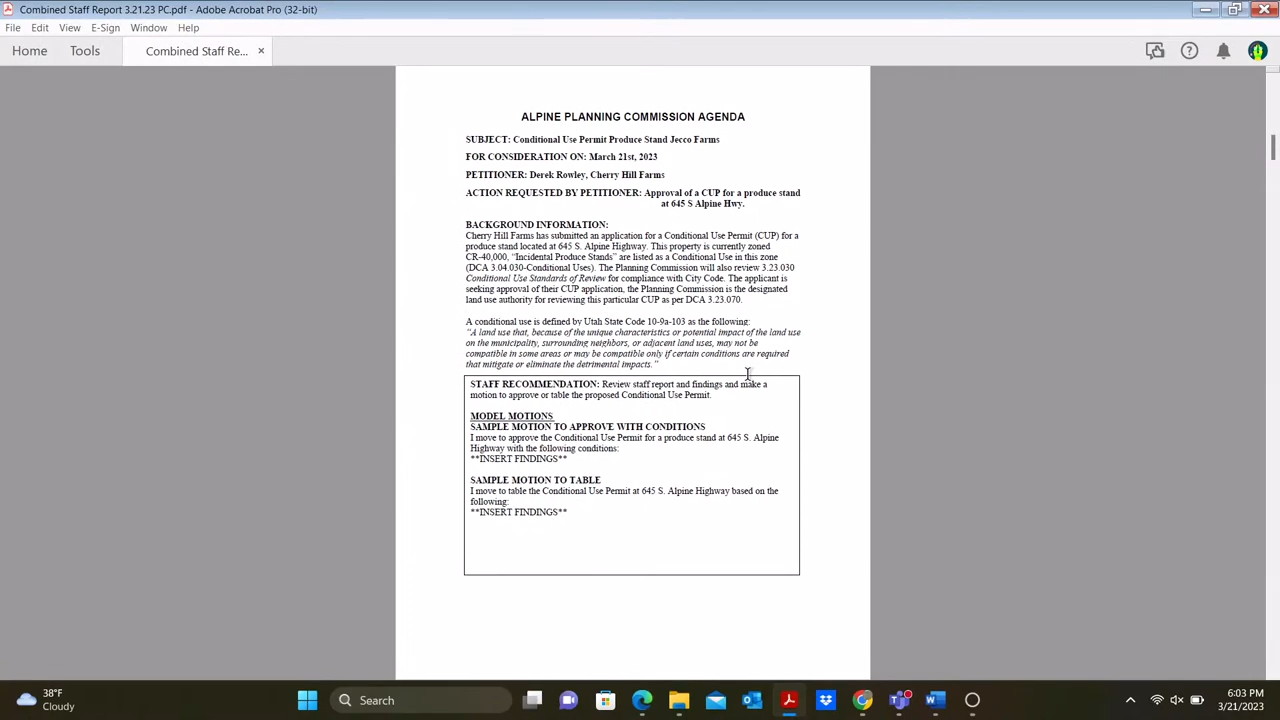 Combined Staff Report 3.21.23 PC.pdf - Adobe Acrobat Pro (32-bit)
File Edit View E-Sign Window Help
Home Tools Combined Staff Re... ×
ALPINE PLANNING COMMISSION AGENDA
SUBJECT: Conditional Use Permit Produce Stand Jecco Farms
FOR CONSIDERATION ON: March 21st, 2023
PETITIONER: Derek Rowley, Cherry Hill Farms
ACTION REQUESTED BY PETITIONER: Approval of a CUP for a produce stand
at 645 S Alpine Hwy.
BACKGROUND INFORMATION:
Cherry Hill Farms has submitted an application for a Conditional Use Permit (CUP) for a
produce stand located at 645 S. Alpine Highway. This property is currently zoned
CR-40,000, “Incidental Produce Stands” are listed as a Conditional Use in this zone
(DCA 3.04.030-Conditional Uses). The Planning Commission will also review 3.23.030
Conditional Use Standards of Review for compliance with City Code. The applicant is
seeking approval of their CUP application, the Planning Commission is the designated
land use authority for reviewing this particular CUP as per DCA 3.23.070.
A conditional use is defined by Utah State Code 10-9a-103 as the following:
“A land use that, because of the unique characteristics or potential impact of the land use
on the municipality, surrounding neighbors, or adjacent land uses, may not be
compatible in some areas or may be compatible only if certain conditions are required
that mitigate or eliminate the detrimental impacts.”
STAFF RECOMMENDATION: Review staff report and findings and make a
motion to approve or table the proposed Conditional Use Permit.
MODEL MOTIONS
SAMPLE MOTION TO APPROVE WITH CONDITIONS
I move to approve the Conditional Use Permit for a produce stand at 645 S. Alpine
Highway with the following conditions:
**INSERT FINDINGS**
SAMPLE MOTION TO TABLE
I move to table the Conditional Use Permit at 645 S. Alpine Highway based on the
following:
**INSERT FINDINGS**
38°F
Cloudy
Search
6:03 PM
3/21/2023